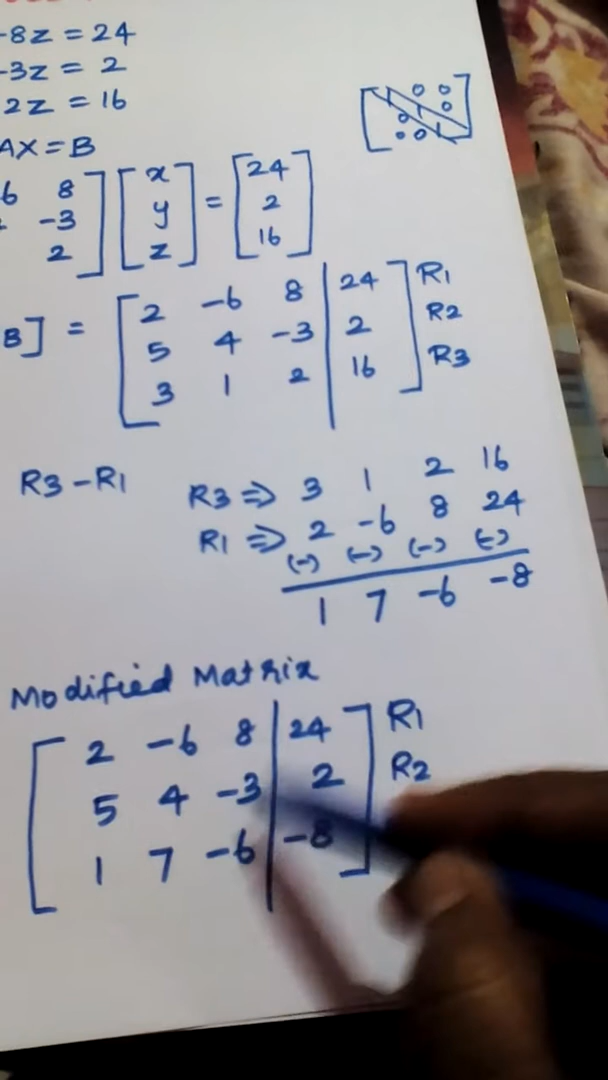 -8z = 24
-3z = 2
2z = 16
AX = B
6 8 x 24
-3 y = 2
2 z 16
B] = [ 2 -6 8 | 24 ] R1
5 4 -3 | 2 R2
3 1 2 | 16 R3
R3 - R1 R3 ⇒ 3 1 2 16
R1 ⇒ 2 -6 8 24
(-) (-) (-) (-)
1 7 -6 -8
Modified Matrix
2 -6 8 | 24 R1
5 4 -3 | 2 R2
1 7 -6 | -8